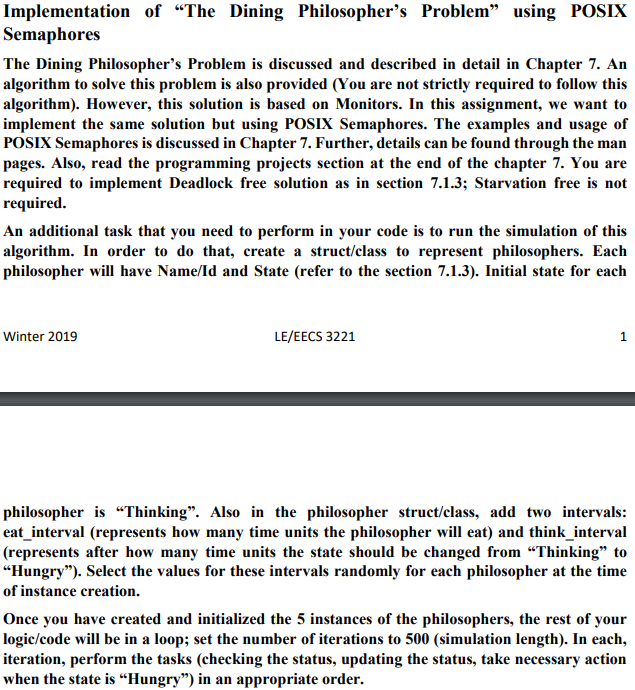 Implementation of “The Dining Philosopher’s Problem” using POSIX
Semaphores
The Dining Philosopher’s Problem is discussed and described in detail in Chapter 7. An
algorithm to solve this problem is also provided (You are not strictly required to follow this
algorithm). However, this solution is based on Monitors. In this assignment, we want to
implement the same solution but using POSIX Semaphores. The examples and usage of
POSIX Semaphores is discussed in Chapter 7. Further, details can be found through the man
pages. Also, read the programming projects section at the end of the chapter 7. You are
required to implement Deadlock free solution as in section 7.1.3; Starvation free is not
required.
An additional task that you need to perform in your code is to run the simulation of this
algorithm. In order to do that, create a struct/class to represent philosophers. Each
philosopher will have Name/Id and State (refer to the section 7.1.3). Initial state for each
Winter 2019 LE/EECS 3221 1
philosopher is “Thinking”. Also in the philosopher struct/class, add two intervals:
eat_interval (represents how many time units the philosopher will eat) and think_interval
(represents after how many time units the state should be changed from “Thinking” to
“Hungry”). Select the values for these intervals randomly for each philosopher at the time
of instance creation.
Once you have created and initialized the 5 instances of the philosophers, the rest of your
logic/code will be in a loop; set the number of iterations to 500 (simulation length). In each,
iteration, perform the tasks (checking the status, updating the status, take necessary action
when the state is “Hungry”) in an appropriate order.